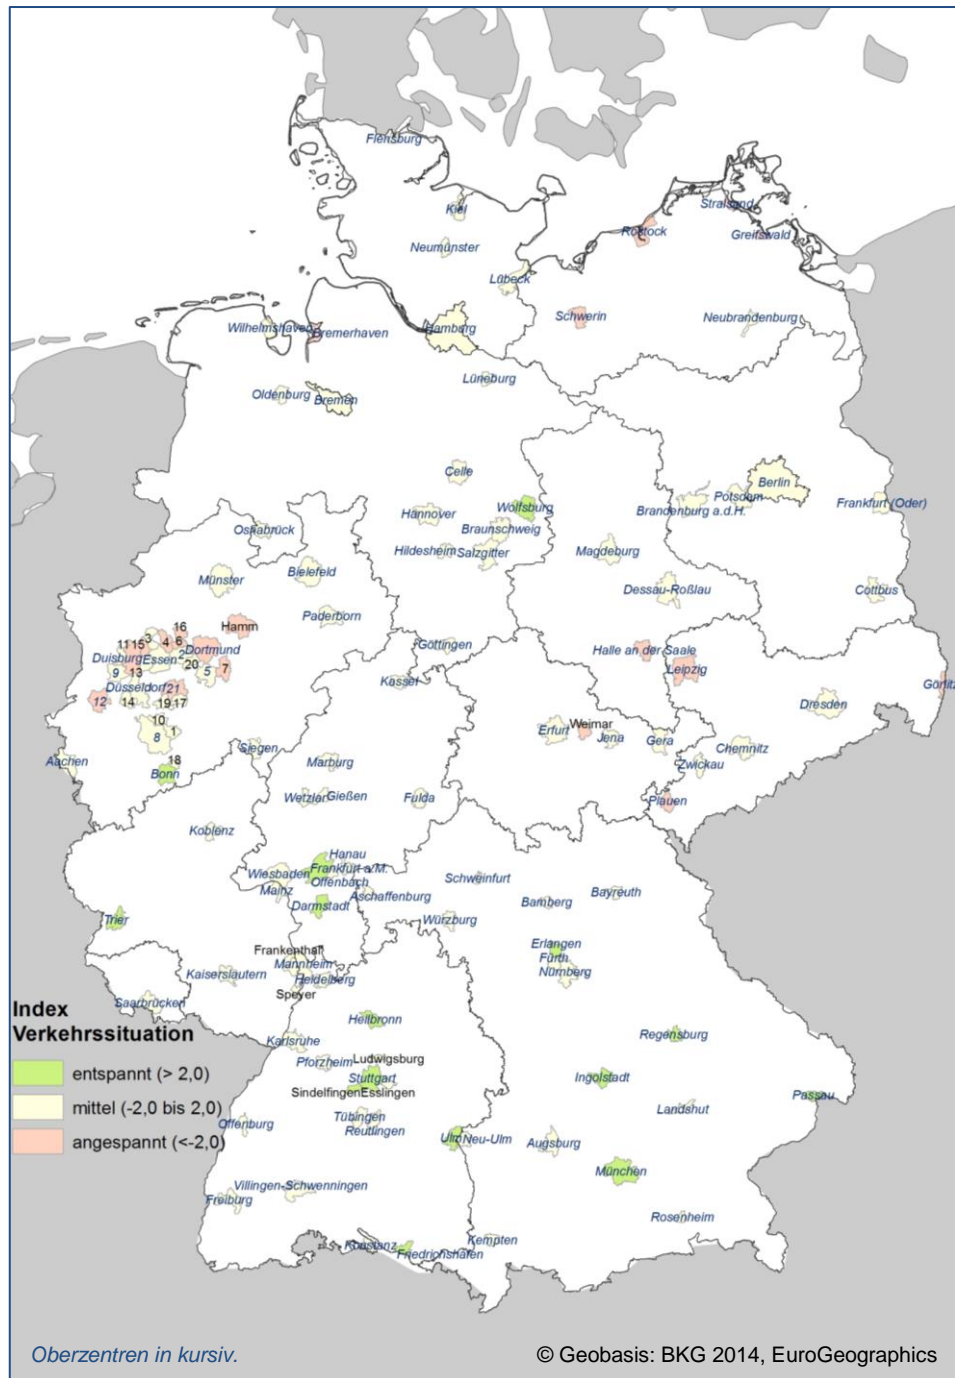 Flensburg
Kiel
Stralsund
Rostock
Greifswald
Neumünster
Lübeck
Schwerin
Neubrandenburg
Wilhelmshaven
Bremerhaven
Hamburg
Lüneburg
Oldenburg
Bremen
Celle
Berlin
Potsdam
Frankfurt (Oder)
Wolfsburg
Brandenburg a.d.H.
Hannover
Braunschweig
Osnabrück
Hildesheim
Salzgitter
Magdeburg
Münster
Bielefeld
Dessau-Roßlau
Cottbus
Paderborn
16
Hamm
11 15 3 4 6
Göttingen
Halle an der Saale
Duisburg Essen 2 Dortmund
20
9 13 5 7
Leipzig
Kassel
Düsseldorf 21
Görlitz
12 14 19 17
Dresden
10
Weimar
8 1
Erfurt
Jena
Gera
Chemnitz
Siegen
Aachen
18
Marburg
Zwickau
Bonn
Wetzlar Gießen
Fulda
Plauen
Koblenz
Hanau
Wiesbaden
Frankfurt a.M.
Offenbach
Mainz
Aschaffenburg
Schweinfurt
Bayreuth
Darmstadt
Bamberg
Trier
Würzburg
Erlangen
Frankenthal
Fürth
Mannheim
Nürnberg
Kaiserslautern
Heidelberg
Speyer
Saarbrücken
Index
Verkehrssituation
entspannt (> 2,0)
mittel (-2,0 bis 2,0)
angespannt (<-2,0)
Heilbronn
Regensburg
Karlsruhe
Pforzheim
Ludwigsburg
Stuttgart
Ingolstadt
Sindelfingen Esslingen
Passau
Landshut
Offenburg
Tübingen
Reutlingen
Ulm
Neu-Ulm
Augsburg
München
Villingen-Schwenningen
Freiburg
Rosenheim
Konstanz
Friedrichshafen
Kempten
Oberzentren in kursiv.
© Geobasis: BKG 2014, EuroGeographics